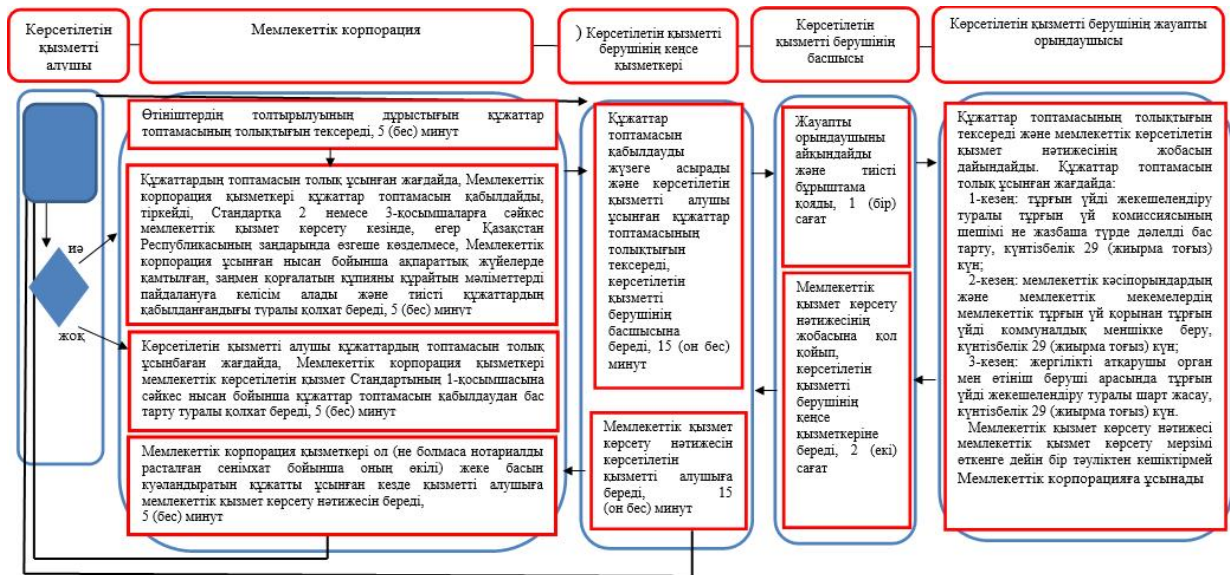 Көрсетілетін
қызметті
алушы
Мемлекеттік корпорация
) Көрсетілетін қызметті
берушінің кеңсе
қызметкері
Көрсетілетін
қызметті берушінің
басшысы
Көрсетілетін қызметті берушінің жауапты
орындаушысы
иә
жоқ
Өтініштердің толтырылуының дұрыстығын құжаттар
топтамасының толықтығын тексереді, 5 (бес) минут
Құжаттардың топтамасын толық ұсынған жағдайда, Мемлекеттік
корпорация қызметкері құжаттар топтамасын қабылдайды,
тіркейді, Стандартқа 2 немесе 3-қосымшаларға сәйкес
мемлекеттік қызмет көрсету кезінде, егер Қазақстан
Республикасының заңдарында өзгеше көзделмесе, Мемлекеттік
корпорация ұсынған нысан бойынша ақпараттық жүйелерде
қамтылған, заңмен қорғалатын құпияны құрайтын мәліметтерді
пайдалануға келісім алады және тиісті құжаттардың
қабылданғандығы туралы қолхат береді, 5 (бес) минут
Көрсетілетін қызметті алушы құжаттардың топтамасын толық
ұсынбаған жағдайда, Мемлекеттік корпорация қызметкері
мемлекеттік көрсетілетін қызмет Стандартының 1-қосымшасына
сәйкес нысан бойынша құжаттар топтамасын қабылдаудан бас
тарту туралы қолхат береді, 5 (бес) минут
Мемлекеттік корпорация қызметкері ол (не болмаса нотариалды
расталған сенімхат бойынша оның өкілі) жеке басын
куәландыратын құжатты ұсынған кезде қызметті алушыға
мемлекеттік қызмет көрсету нәтижесін береді,
5 (бес) минут
Құжаттар
топтамасын
қабылдауды
жүзеге асырады
және көрсетілетін
қызметті алушы
ұсынған құжаттар
топтамасының
толықтығын
тексереді,
көрсетілетін
қызметті
берушінің
басшысына
береді, 15 (он бес)
минут
Мемлекеттік қызмет
көрсету нәтижесін
көрсетілетін
қызметті алушыға
береді, 15
(он бес) минут
Жауапты
орындаушыны
айқындайды
және тиісті
бұрыштама
қояды, 1 (бір)
сағат
Мемлекеттік
қызмет көрсету
нәтижесінің
жобасына қол
қойып,
көрсетілетін
қызметті
берушінің
кеңсе
қызметкеріне
береді, 2 (екі)
сағат
Құжаттар топтамасының толықтығын
тексереді және мемлекеттік көрсетілетін
қызмет нәтижесінің жобасын
дайындайды. Құжаттар топтамасын
толық ұсынған жағдайда:
1-кезең: тұрғын үйді жекешелендіру
туралы тұрғын үй комиссиясының
шешімі не жазбаша түрде дәлелді бас
тарту, күнтізбелік 29 (жиырма тоғыз)
күн;
2-кезең: мемлекеттік кәсіпорындардың
және мемлекеттік мекемелердің
мемлекеттік тұрғын үй қорынан тұрғын
үйді коммуналдық меншікке беру,
күнтізбелік 29 (жиырма тоғыз) күн;
3-кезең: жергілікті атқарушы орган
мен өтініш беруші арасында тұрғын
үйді жекешелендіру туралы шарт жасау,
күнтізбелік 29 (жиырма тоғыз) күн.
Мемлекеттік қызмет көрсету нәтижесі
мемлекеттік қызмет көрсету мерзімі
өткенге дейін бір тәуліктен кешіктірмей
Мемлекеттік корпорацияға ұсынады